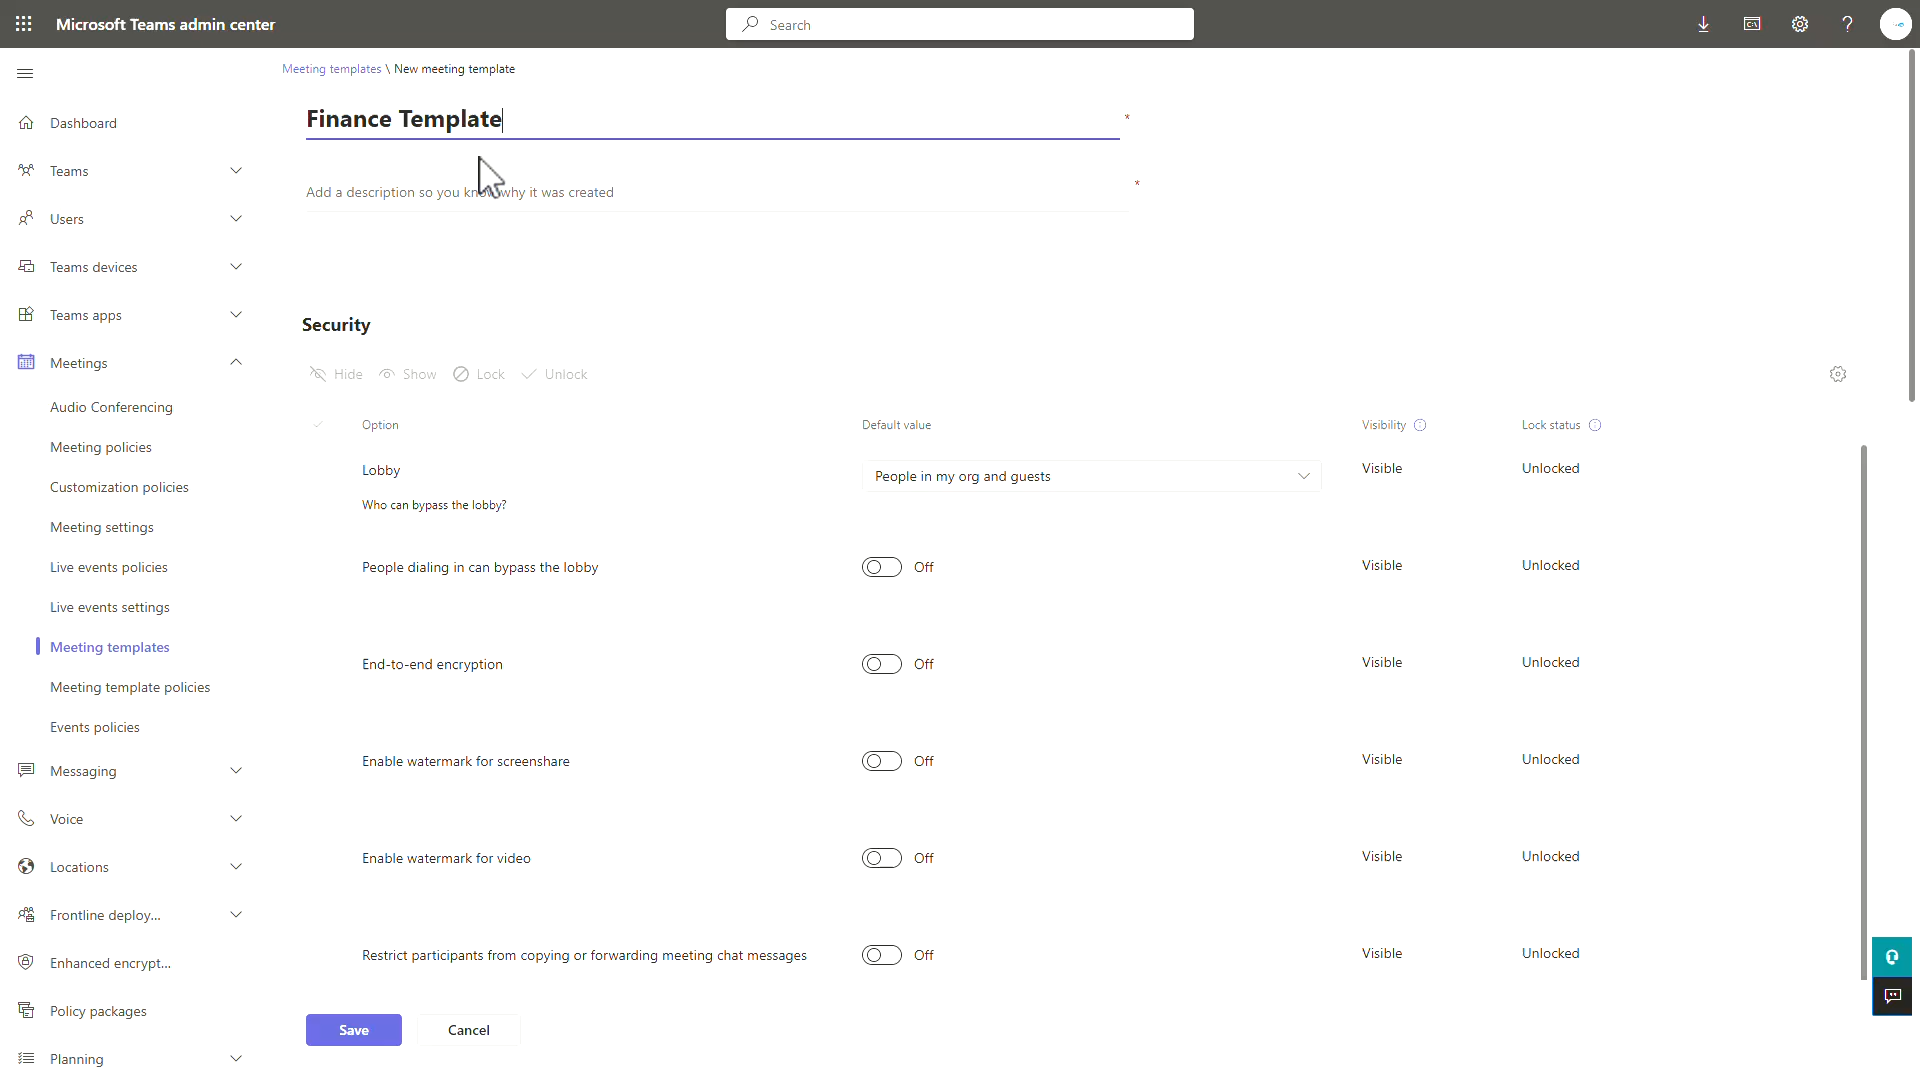 Microsoft Teams admin center
Search
Meeting templates \ New meeting template
Finance Template
*
Add a description so you know why it was created
*
Dashboard
Teams
Users
Teams devices
Teams apps
Meetings
Audio Conferencing
Meeting policies
Customization policies
Meeting settings
Live events policies
Live events settings
Meeting templates
Meeting template policies
Events policies
Messaging
Voice
Locations
Frontline deploy...
Enhanced encrypt...
Policy packages
Planning
Security
Hide Show Lock Unlock
Option Default value Visibility Lock status
Lobby People in my org and guests Visible Unlocked
Who can bypass the lobby?
People dialing in can bypass the lobby Off Visible Unlocked
End-to-end encryption Off Visible Unlocked
Enable watermark for screenshare Off Visible Unlocked
Enable watermark for video Off Visible Unlocked
Restrict participants from copying or forwarding meeting chat messages Off Visible Unlocked
Save Cancel